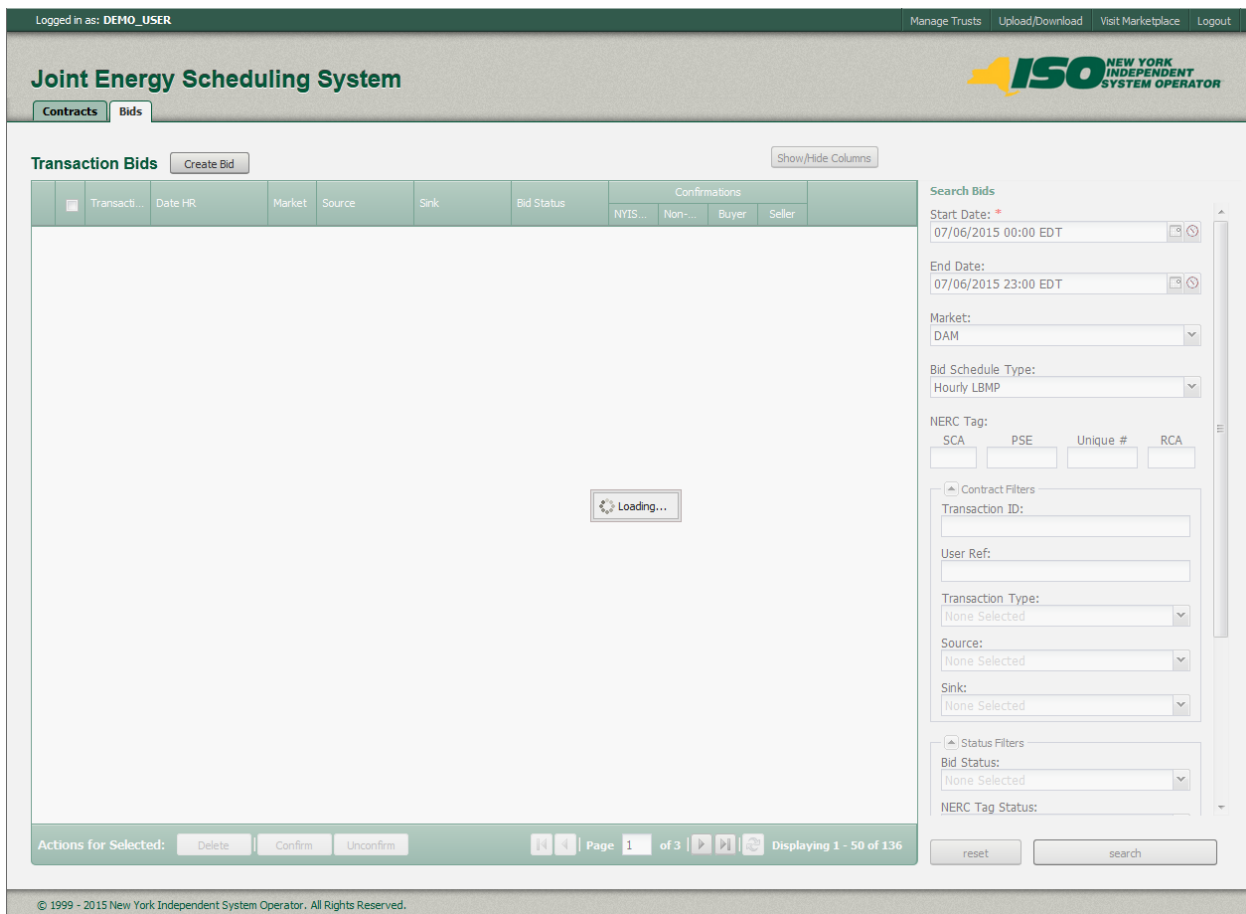 Logged in as: DEMO_USER
Manage Trusts Upload/Download Visit Marketplace Logout
Joint Energy Scheduling System
ISO NEW YORK
INDEPENDENT
SYSTEM OPERATOR
Contracts Bids
Transaction Bids Create Bid Show/Hide Columns
Transacti... Date HR Market Source Sink Bid Status Confirmations
NYIS... Non-... Buyer Seller
Loading...
Actions for Selected: Delete Confirm Unconfirm Page 1 of 3 Displaying 1 - 50 of 136
Search Bids
Start Date: *
07/06/2015 00:00 EDT
End Date:
07/06/2015 23:00 EDT
Market:
DAM
Bid Schedule Type:
Hourly LBMP
NERC Tag:
SCA PSE Unique # RCA
Contract Filters
Transaction ID:
User Ref:
Transaction Type:
None Selected
Source:
None Selected
Sink:
None Selected
Status Filters
Bid Status:
None Selected
NERC Tag Status:
reset search
© 1999 - 2015 New York Independent System Operator. All Rights Reserved.